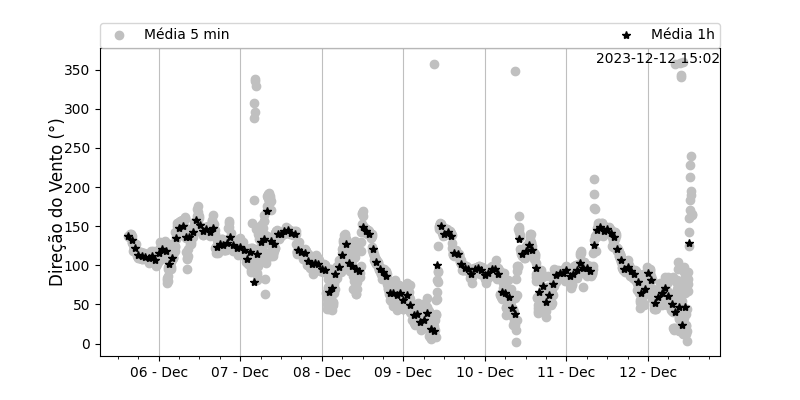 Média 5 min
Média 1h
2023-12-12 15:02
Direção do Vento (°)
350
300
250
200
150
100
50
0
06 - Dec
07 - Dec
08 - Dec
09 - Dec
10 - Dec
11 - Dec
12 - Dec